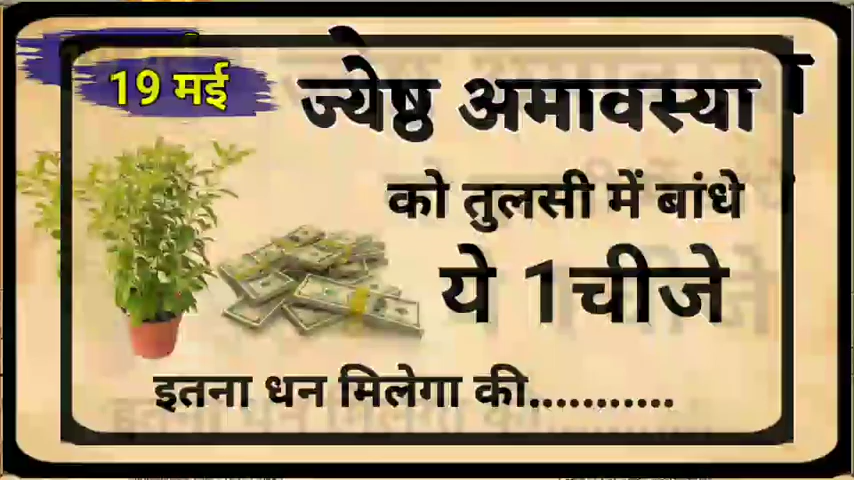 19 मई
ज्येष्ठ अमावस्या
को तुलसी में बांधे
ये 1चीजे
इतना धन मिलेगा की...........